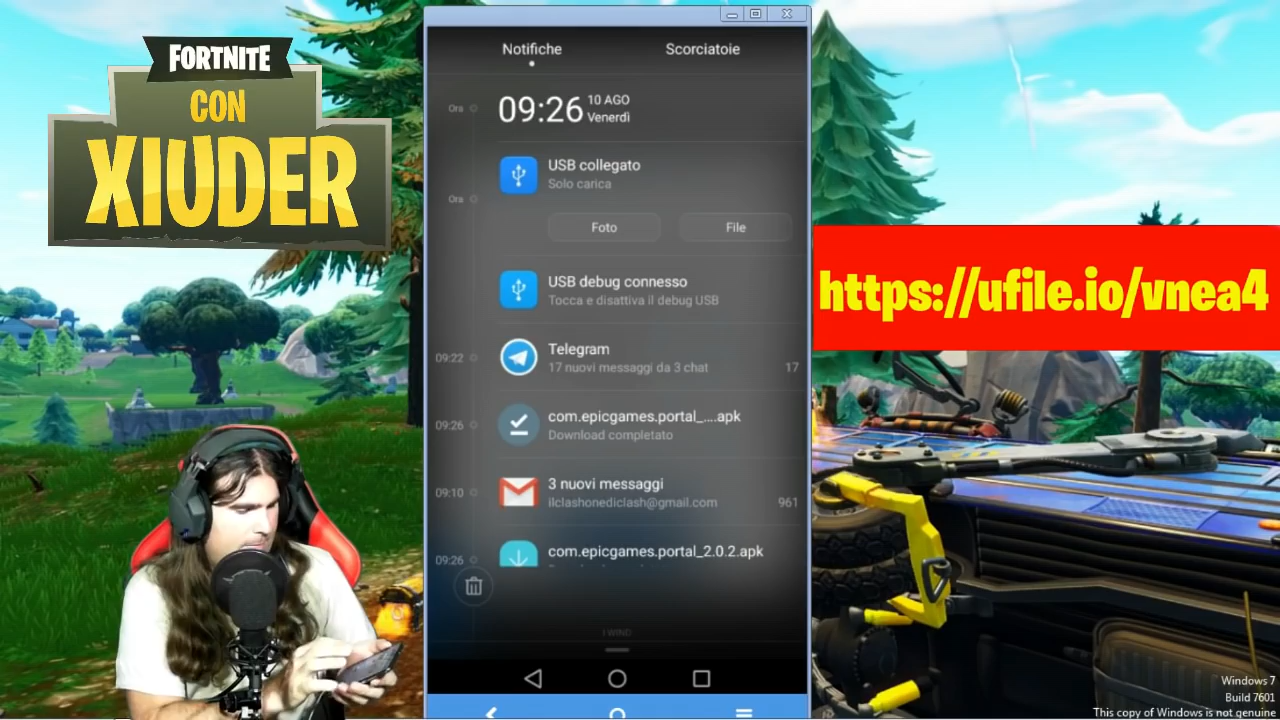 FORTNITE
CON
XIUDER
Notifiche
Scorciatoie
Ora
09:26
10 AGO
Venerdì
USB collegato
Solo carica
Ora
Foto
File
USB debug connesso
Tocca e disattiva il debug USB
09:22
Telegram
17 nuovi messaggi da 3 chat
17
09:26
com.epicgames.portal_....apk
Download completato
09:10
3 nuovi messaggi
ilclashonediclash@gmail.com
961
09:26
com.epicgames.portal_2.0.2.apk
I WIND
https://ufile.io/vnea4
Windows 7
Build 7601
This copy of Windows is not genuine